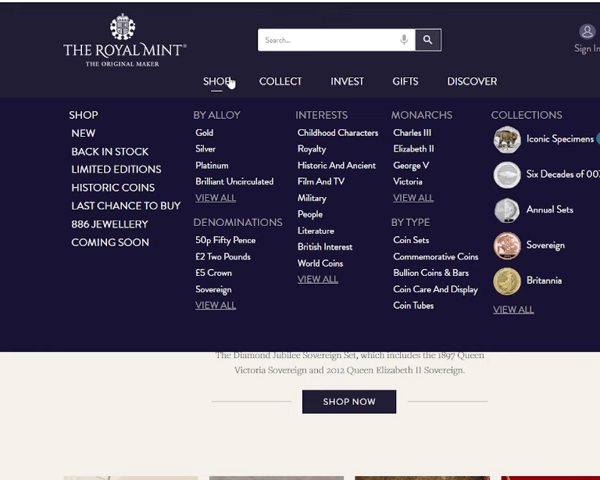 THE ROYAL MINT®
THE ORIGINAL MAKER
Search...
Sign In
SHOP
COLLECT
INVEST
GIFTS
DISCOVER
SHOP
NEW
BACK IN STOCK
LIMITED EDITIONS
HISTORIC COINS
LAST CHANCE TO BUY
886 JEWELLERY
COMING SOON
BY ALLOY
Gold
Silver
Platinum
Brilliant Uncirculated
VIEW ALL
DENOMINATIONS
50p Fifty Pence
£2 Two Pounds
£5 Crown
Sovereign
VIEW ALL
INTERESTS
Childhood Characters
Royalty
Historic And Ancient
Film And TV
Military
People
Literature
British Interest
World Coins
VIEW ALL
MONARCHS
Charles III
Elizabeth II
George V
Victoria
VIEW ALL
BY TYPE
Coin Sets
Commemorative Coins
Bullion Coins & Bars
Coin Care And Display
Coin Tubes
COLLECTIONS
Iconic Specimens
Six Decades of 007
Annual Sets
Sovereign
Britannia
VIEW ALL
The Diamond Jubilee Sovereign Set, which includes the 1897 Queen
Victoria Sovereign and 2012 Queen Elizabeth II Sovereign.
SHOP NOW